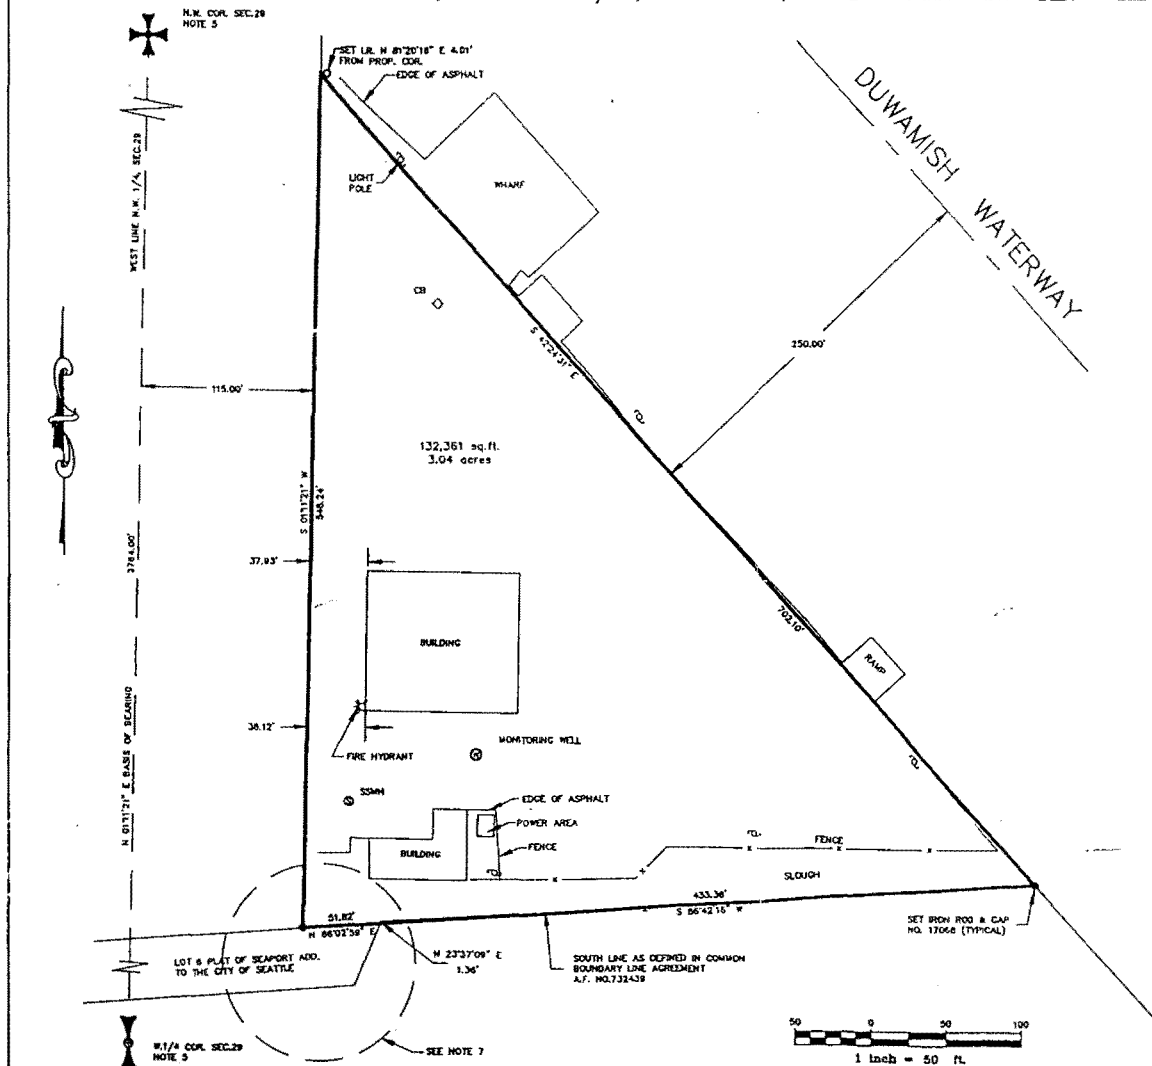 N.W. COR. SEC.29
NOTE 5
SET I.R. N 81°20'18" E 4.01'
FROM PROP. COR.
EDGE OF ASPHALT
DUWAMISH WATERWAY
WEST LINE N.W. 1/4, SEC.29
LIGHT
POLE
WHARF
CB
S 42°24'31" E
250.00'
115.00'
132,361 sq.ft.
3.04 acres
S 01°11'21" W
548.24'
37.93'
3764.00'
702.10'
BUILDING
RAMP
N 01°11'21" E BASIS OF BEARING
38.12'
FIRE HYDRANT
MONITORING WELL
SSMH
EDGE OF ASPHALT
POWER AREA
FENCE
BUILDING
FENCE
SLOUGH
51.82'
N 86°02'59" E
433.36'
S 86°42'15" W
SET IRON ROD & CAP
NO. 17068 (TYPICAL)
LOT 6 PLAT OF SEAPORT ADD.
TO THE CITY OF SEATTLE
N 23°37'09" E
1.36'
SOUTH LINE AS DEFINED IN COMMON
BOUNDARY LINE AGREEMENT
A.F. NO.732439
W.1/4 COR. SEC.29
NOTE 5
SEE NOTE 7
50 0 50 100
1 inch = 50 ft.